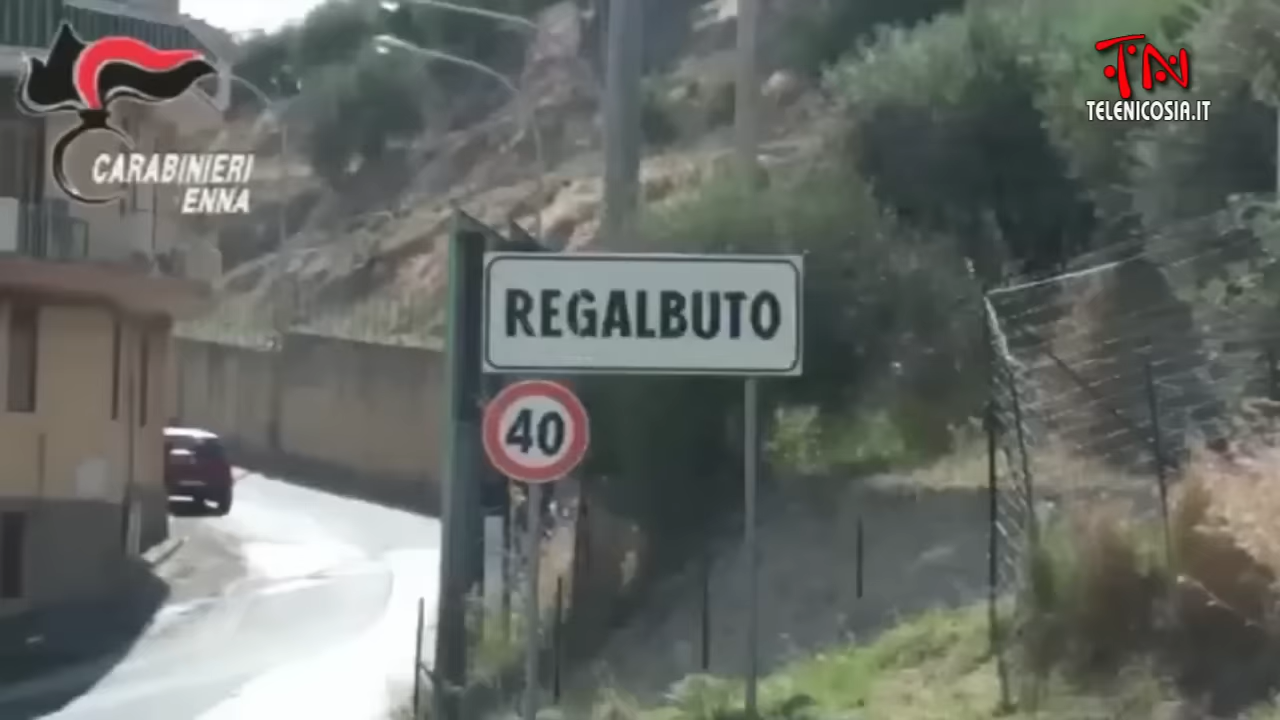 CARABINIERI
ENNA
TN
TELENICOSIA.IT
REGALBUTO
40